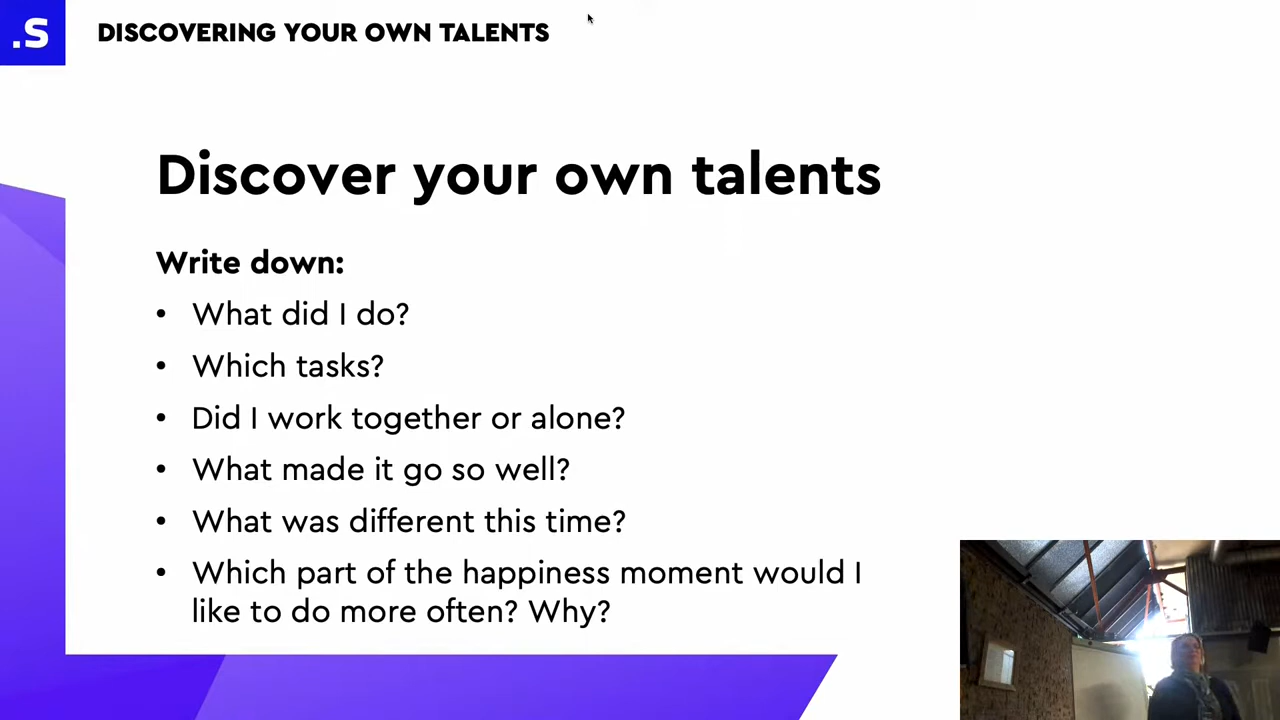 .S DISCOVERING YOUR OWN TALENTS
Discover your own talents
Write down:
• What did I do?
• Which tasks?
• Did I work together or alone?
• What made it go so well?
• What was different this time?
• Which part of the happiness moment would I
like to do more often? Why?